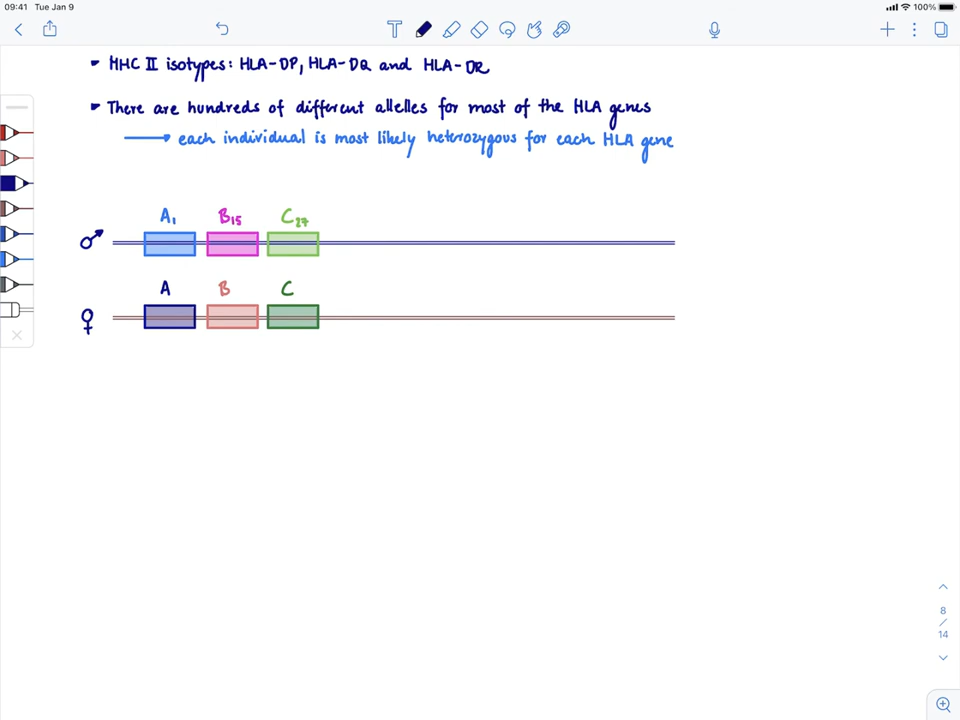 09:41 Tue Jan 9 100%
T
▸ MHC II isotypes: HLA-DP, HLA-DQ and HLA-DR
▸ There are hundreds of different allelles for most of the HLA genes
→ each individual is most likely heterozygous for each HLA gene
A₁ B₁₅ C₂₇
♂
A B C
♀
8
/
14